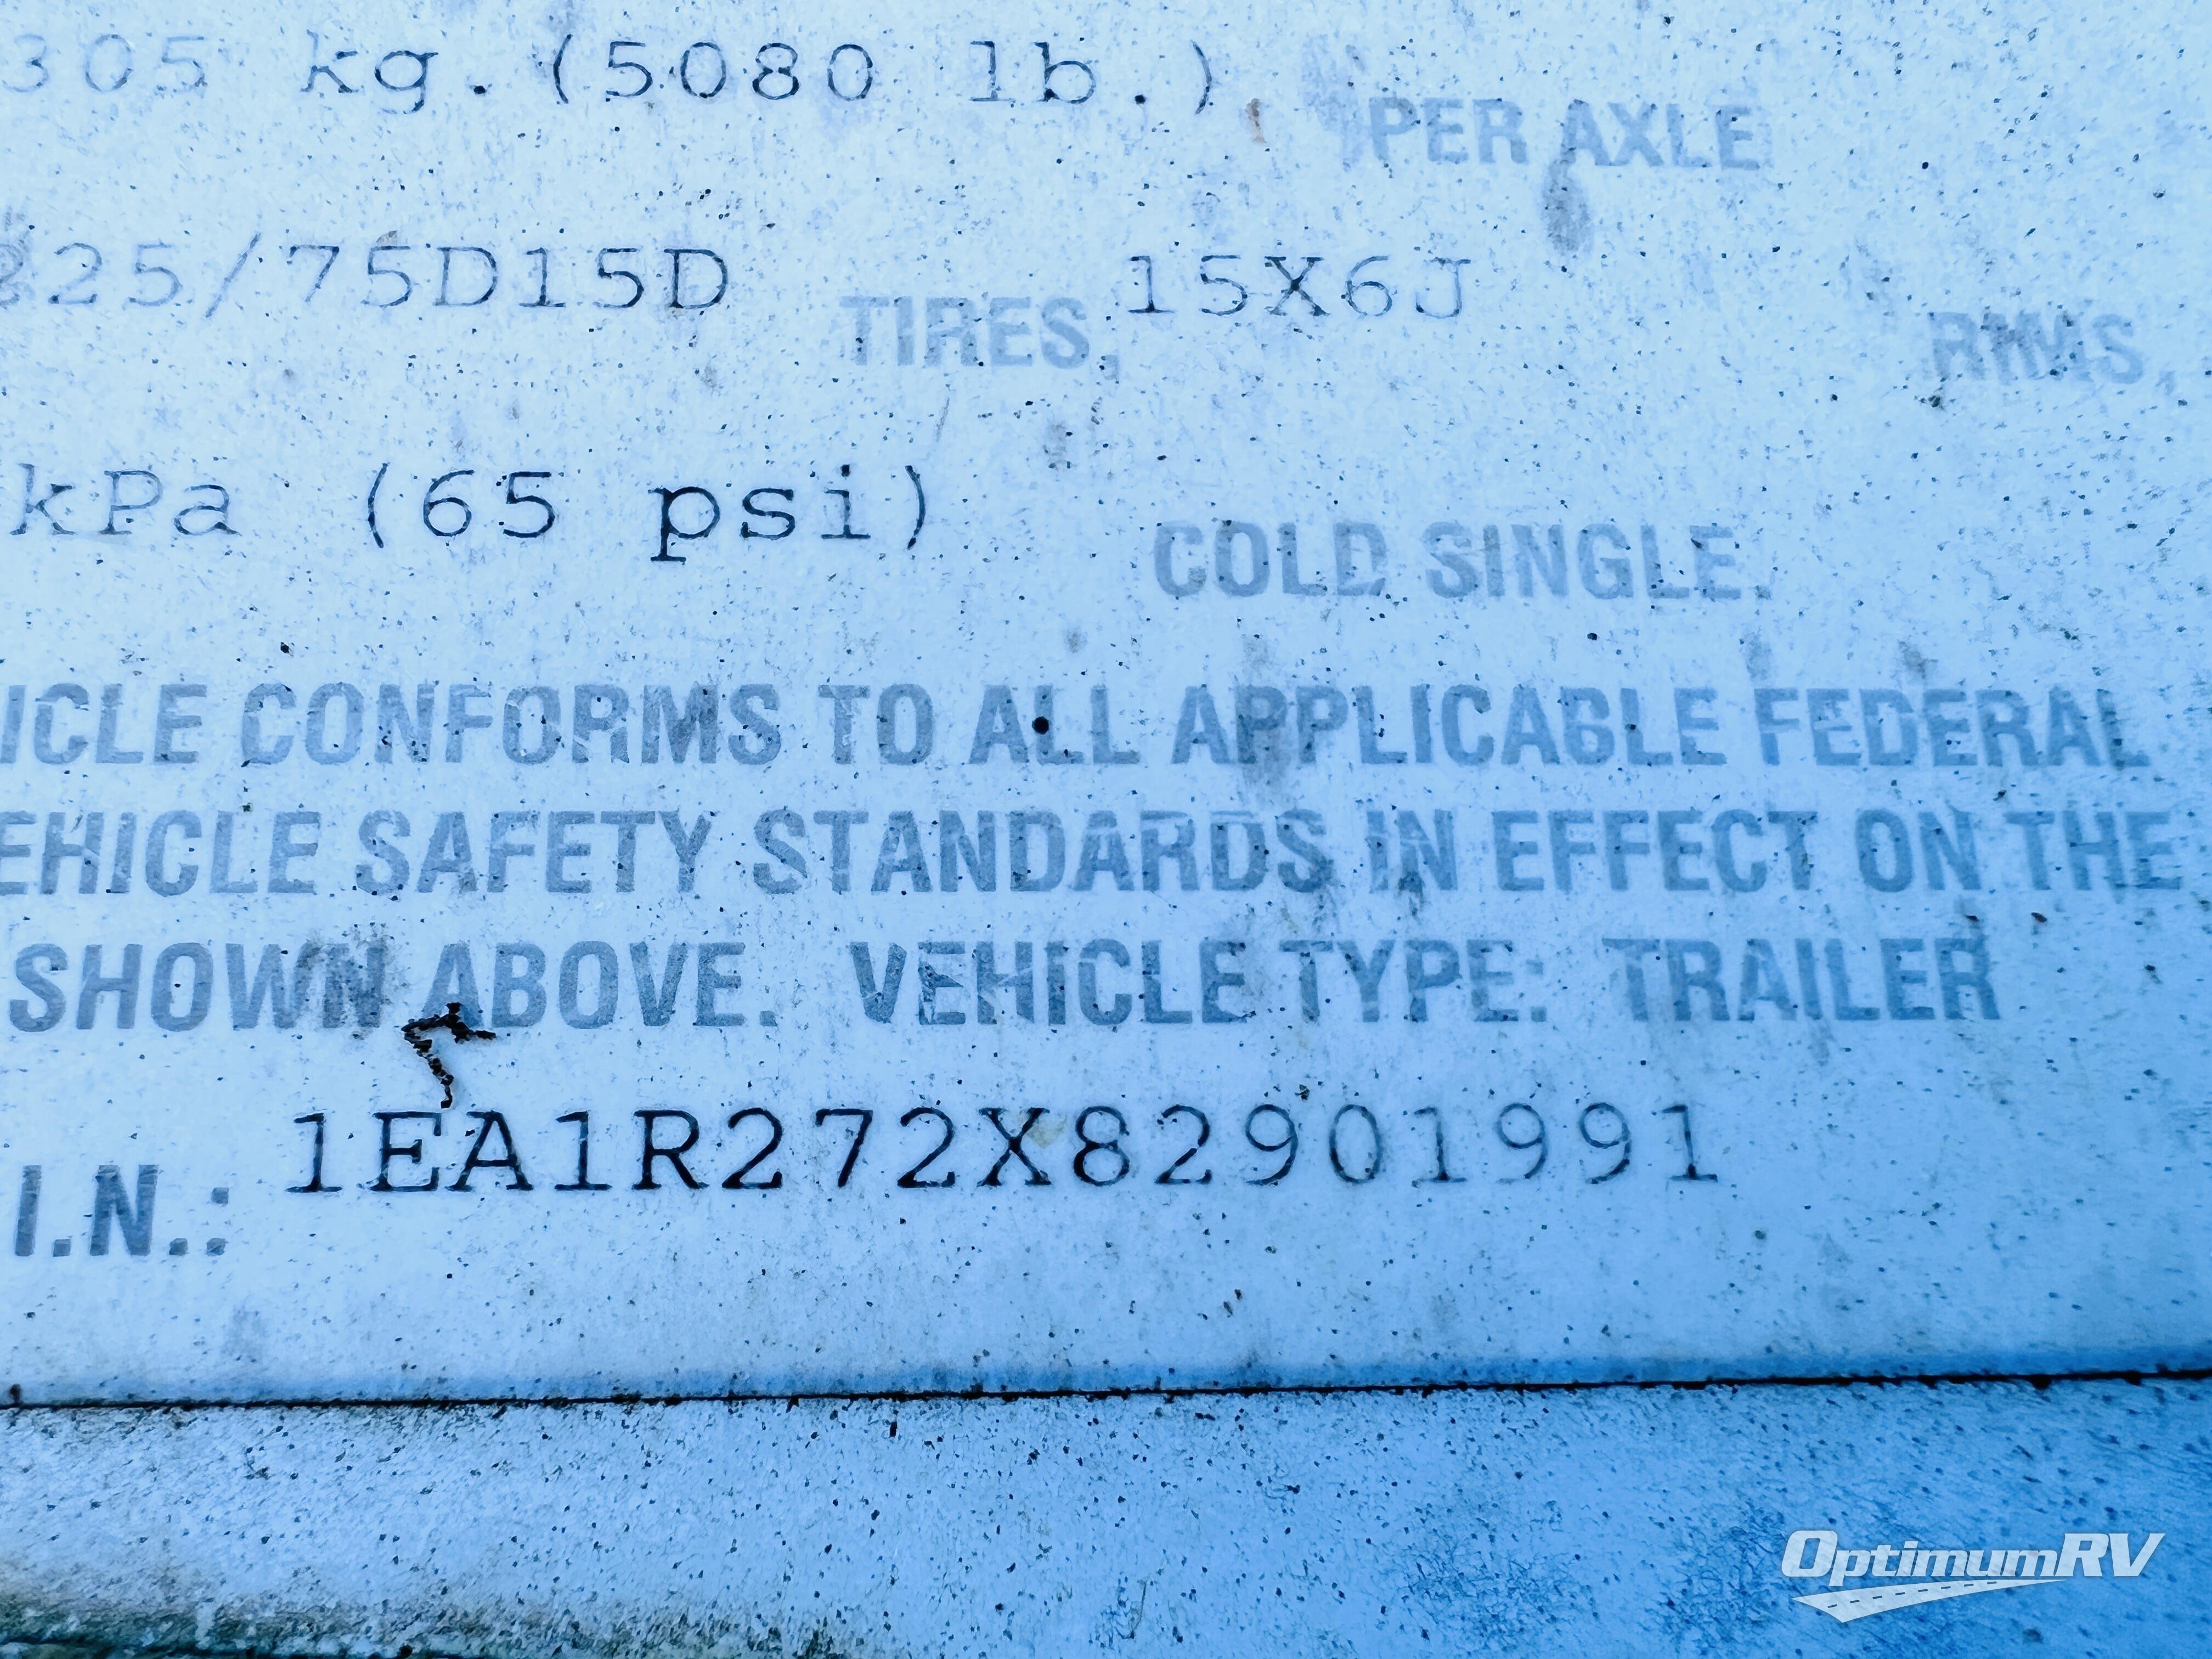 305 kg.(5080 lb.) PER AXLE
225/75D15D TIRES, 15X6J RIMS,
kPa (65 psi) COLD SINGLE.
ICLE CONFORMS TO ALL APPLICABLE FEDERAL
EHICLE SAFETY STANDARDS IN EFFECT ON THE
SHOWN ABOVE. VEHICLE TYPE: TRAILER
I.N.: 1EA1R272X82901991
OptimumRV